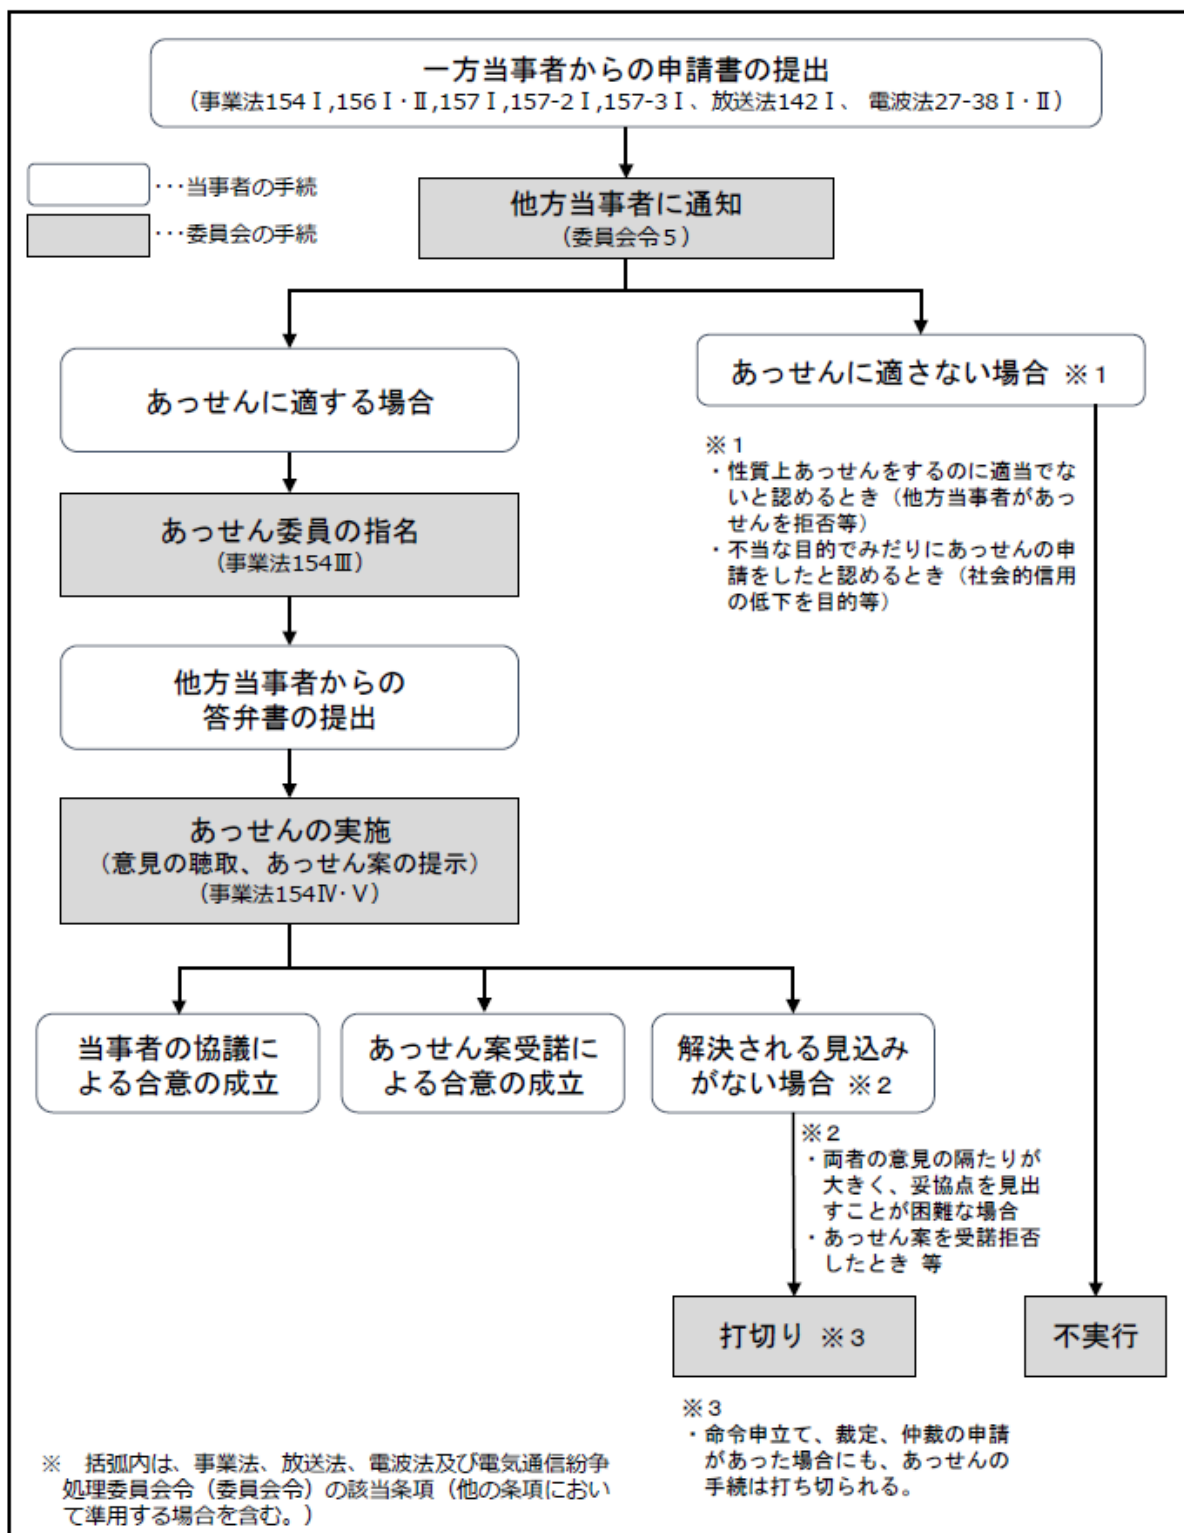 一方当事者からの申請書の提出
（事業法154Ⅰ,156Ⅰ・Ⅱ,157Ⅰ,157-2Ⅰ,157-3Ⅰ、放送法142Ⅰ、 電波法27-38Ⅰ・Ⅱ）
･･･当事者の手続
･･･委員会の手続
他方当事者に通知
（委員会令５）
あっせんに適する場合
あっせんに適さない場合 ※１
※１
・性質上あっせんをするのに適当でな
いと認めるとき（他方当事者があっ
せんを拒否等）
・不当な目的でみだりにあっせんの申
請をしたと認めるとき（社会的信用
の低下を目的等）
あっせん委員の指名
（事業法154Ⅲ）
他方当事者からの
答弁書の提出
あっせんの実施
（意見の聴取、あっせん案の提示）
（事業法154Ⅳ・Ⅴ）
当事者の協議に
よる合意の成立
あっせん案受諾に
よる合意の成立
解決される見込み
がない場合 ※２
※２
・両者の意見の隔たりが
大きく、妥協点を見出
すことが困難な場合
・あっせん案を受諾拒否
したとき 等
打切り ※３
不実行
※３
・命令申立て、裁定、仲裁の申請
があった場合にも、あっせんの
手続は打ち切られる。
※ 括弧内は、事業法、放送法、電波法及び電気通信紛争
処理委員会令（委員会令）の該当条項（他の条項におい
て準用する場合を含む。）